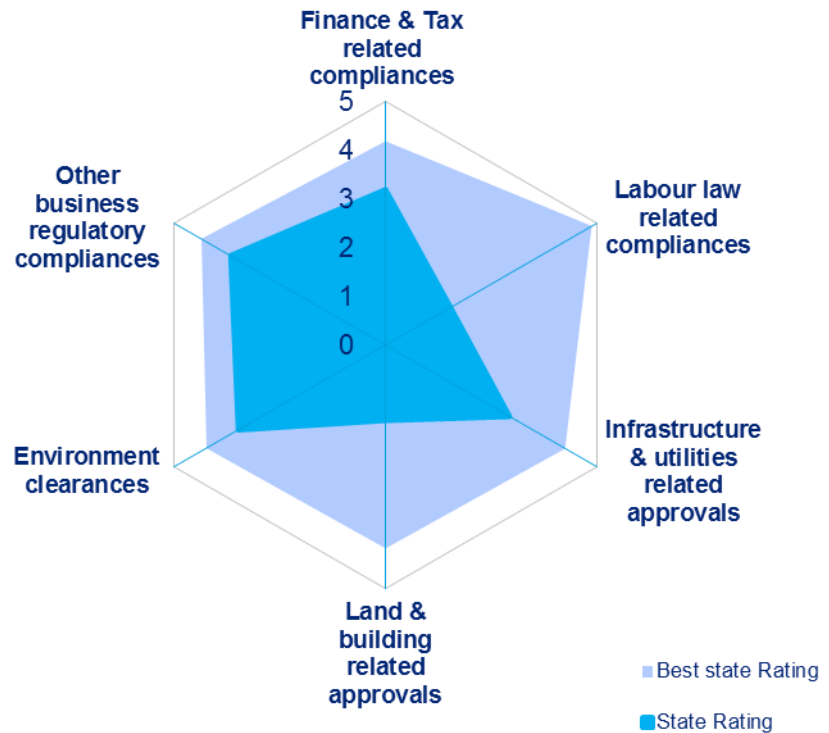 Finance & Tax
related
compliances
5
4
3
2
1
0
Labour law
related
compliances
Infrastructure
& utilities
related
approvals
Land &
building
related
approvals
Environment
clearances
Other
business
regulatory
compliances
Best state Rating
State Rating